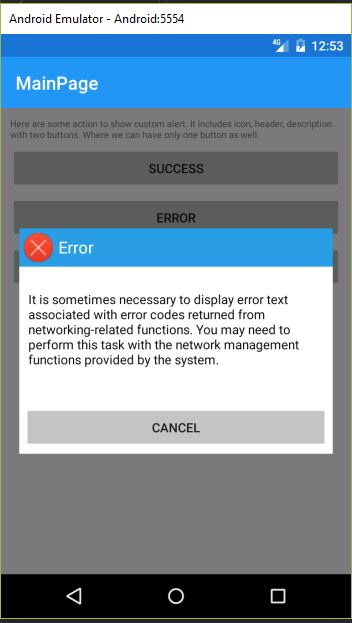 Android Emulator - Android:5554
4G 12:53
MainPage
Here are some action to show custom alert. It includes icon, header, description
with two buttons. Where we can have only one button as well.
SUCCESS
ERROR
Error
It is sometimes necessary to display error text
associated with error codes returned from
networking-related functions. You may need to
perform this task with the network management
functions provided by the system.
CANCEL